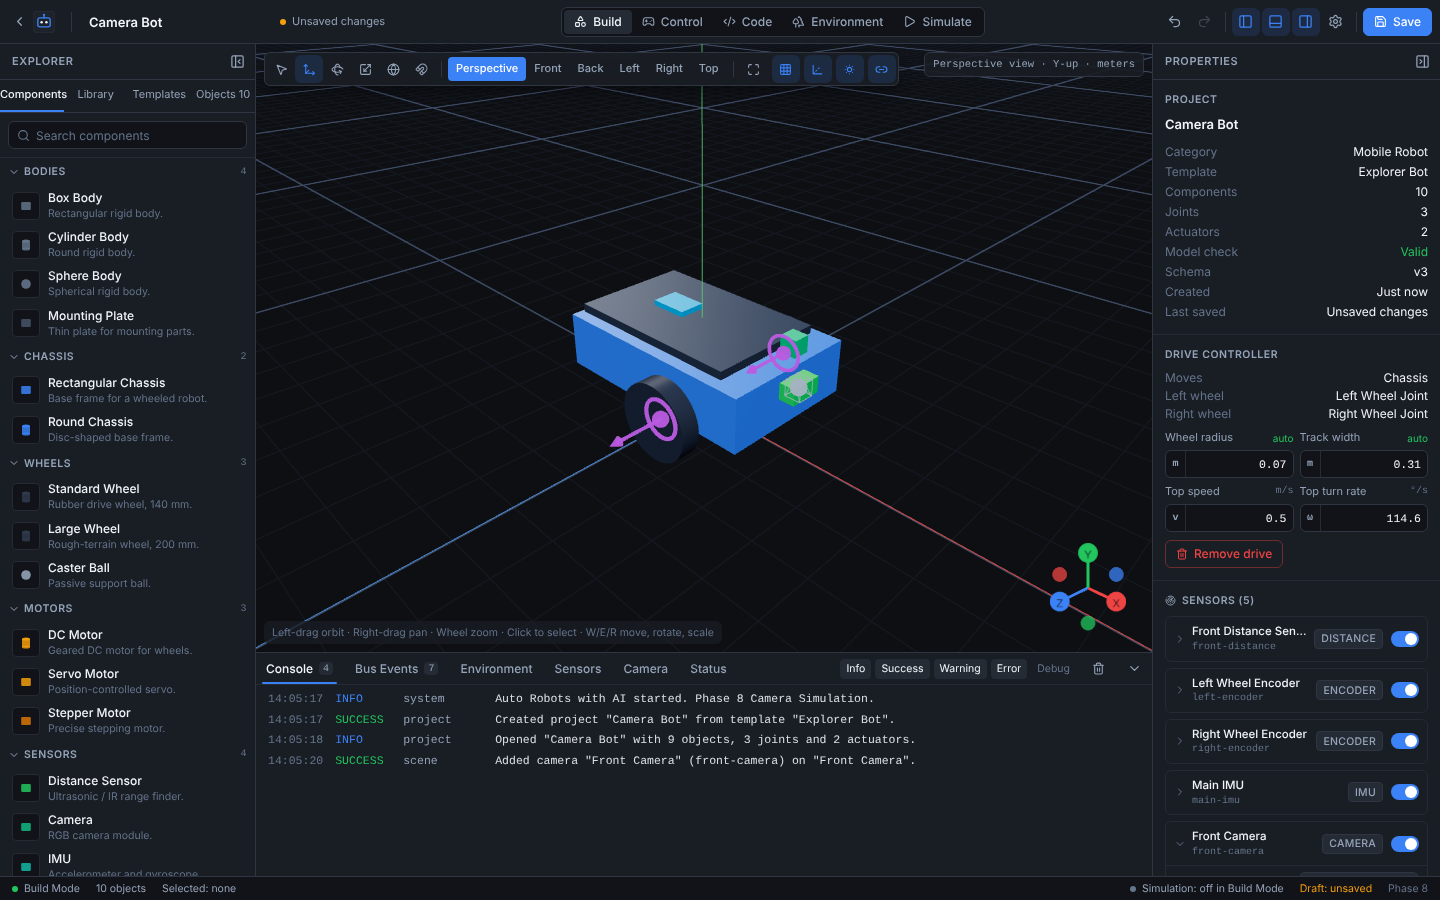 Camera Bot
Unsaved changes
Build
Control
Code
Environment
Simulate
Save
EXPLORER
Components
Library
Templates
Objects 10
Search components
BODIES 4
Box Body
Rectangular rigid body.
Cylinder Body
Round rigid body.
Sphere Body
Spherical rigid body.
Mounting Plate
Thin plate for mounting parts.
CHASSIS 2
Rectangular Chassis
Base frame for a wheeled robot.
Round Chassis
Disc-shaped base frame.
WHEELS 3
Standard Wheel
Rubber drive wheel, 140 mm.
Large Wheel
Rough-terrain wheel, 200 mm.
Caster Ball
Passive support ball.
MOTORS 3
DC Motor
Geared DC motor for wheels.
Servo Motor
Position-controlled servo.
Stepper Motor
Precise stepping motor.
SENSORS 4
Distance Sensor
Ultrasonic / IR range finder.
Camera
RGB camera module.
IMU
Accelerometer and gyroscope.
Perspective
Front
Back
Left
Right
Top
Perspective view · Y-up · meters
Y
Z
X
Left-drag orbit · Right-drag pan · Wheel zoom · Click to select · W/E/R move, rotate, scale
Console 4
Bus Events 7
Environment
Sensors
Camera
Status
Info
Success
Warning
Error
Debug
14:05:17 INFO system Auto Robots with AI started. Phase 8 Camera Simulation.
14:05:17 SUCCESS project Created project "Camera Bot" from template "Explorer Bot".
14:05:18 INFO project Opened "Camera Bot" with 9 objects, 3 joints and 2 actuators.
14:05:20 SUCCESS scene Added camera "Front Camera" (front-camera) on "Front Camera".
PROPERTIES
PROJECT
Camera Bot
Category Mobile Robot
Template Explorer Bot
Components 10
Joints 3
Actuators 2
Model check Valid
Schema v3
Created Just now
Last saved Unsaved changes
DRIVE CONTROLLER
Moves Chassis
Left wheel Left Wheel Joint
Right wheel Right Wheel Joint
Wheel radius auto Track width auto
m 0.07 m 0.31
Top speed m/s Top turn rate °/s
v 0.5 ω 114.6
Remove drive
SENSORS (5)
Front Distance Sen... DISTANCE
front-distance
Left Wheel Encoder ENCODER
left-encoder
Right Wheel Encoder ENCODER
right-encoder
Main IMU IMU
main-imu
Front Camera CAMERA
front-camera
Build Mode
10 objects
Selected: none
Simulation: off in Build Mode
Draft: unsaved
Phase 8